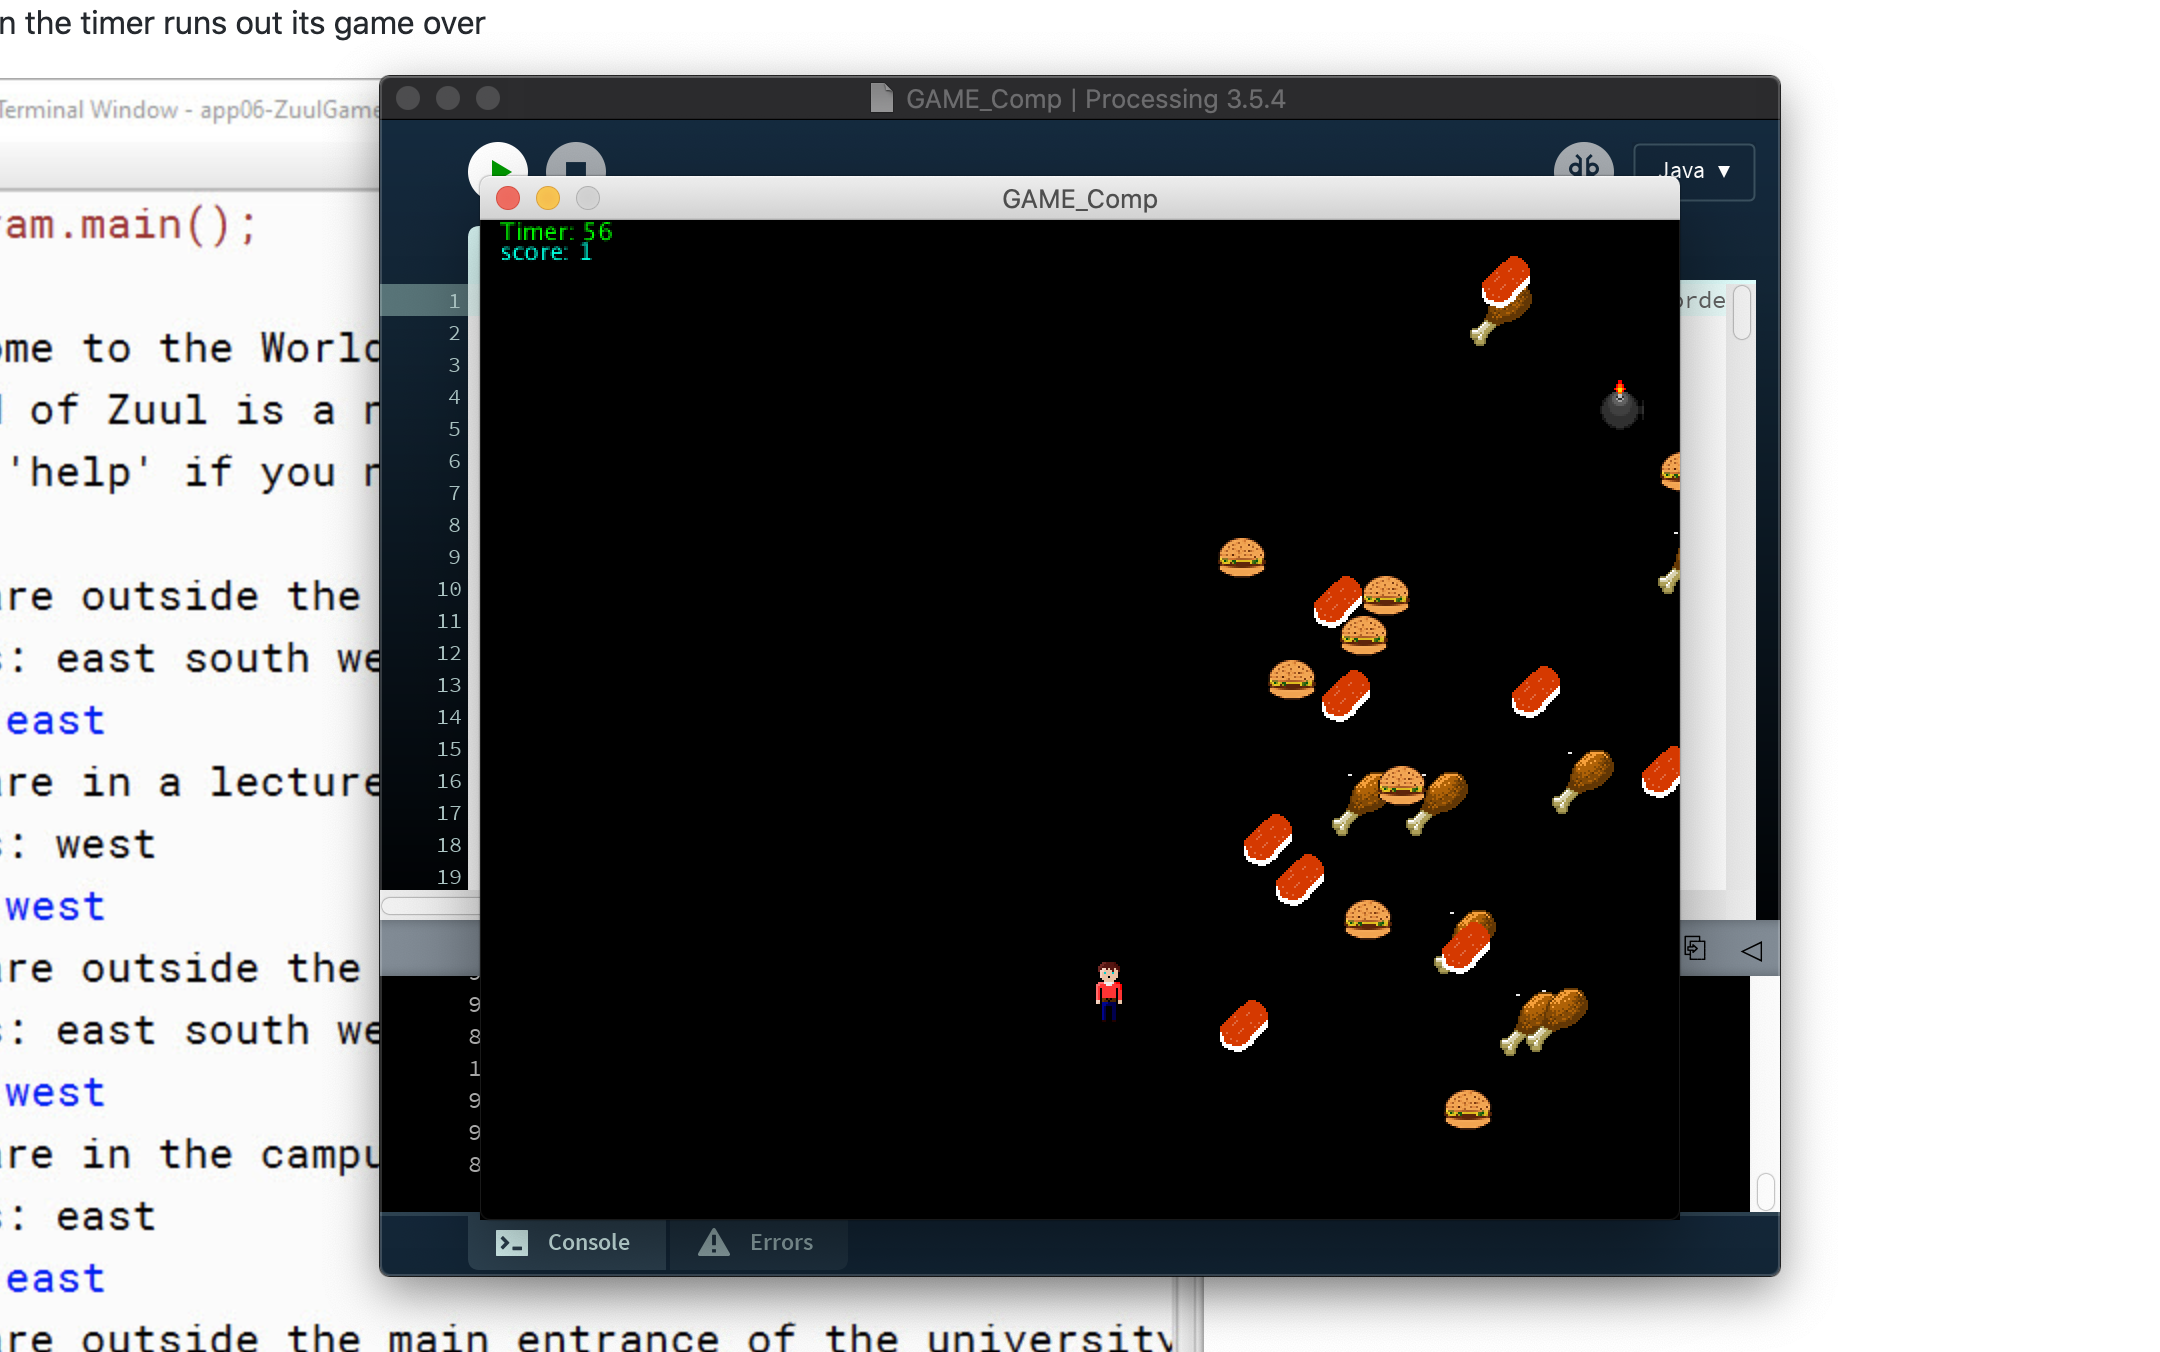 n the timer runs out its game over
Terminal Window - app06-ZuulGame
am.main();
me to the World
of Zuul is a
'help' if you
re outside the
: east south we
east
re in a lecture
: west
west
re outside the
: east south we
west
re in the campu
: east
east
re outside the main entrance of the university
GAME_Comp | Processing 3.5.4
Java ▼
GAME_Comp
Timer: 56
score: 1
orde
1
2
3
4
5
6
7
8
9
10
11
12
13
14
15
16
17
18
19
9
8
1
9
9
8
Console
Errors